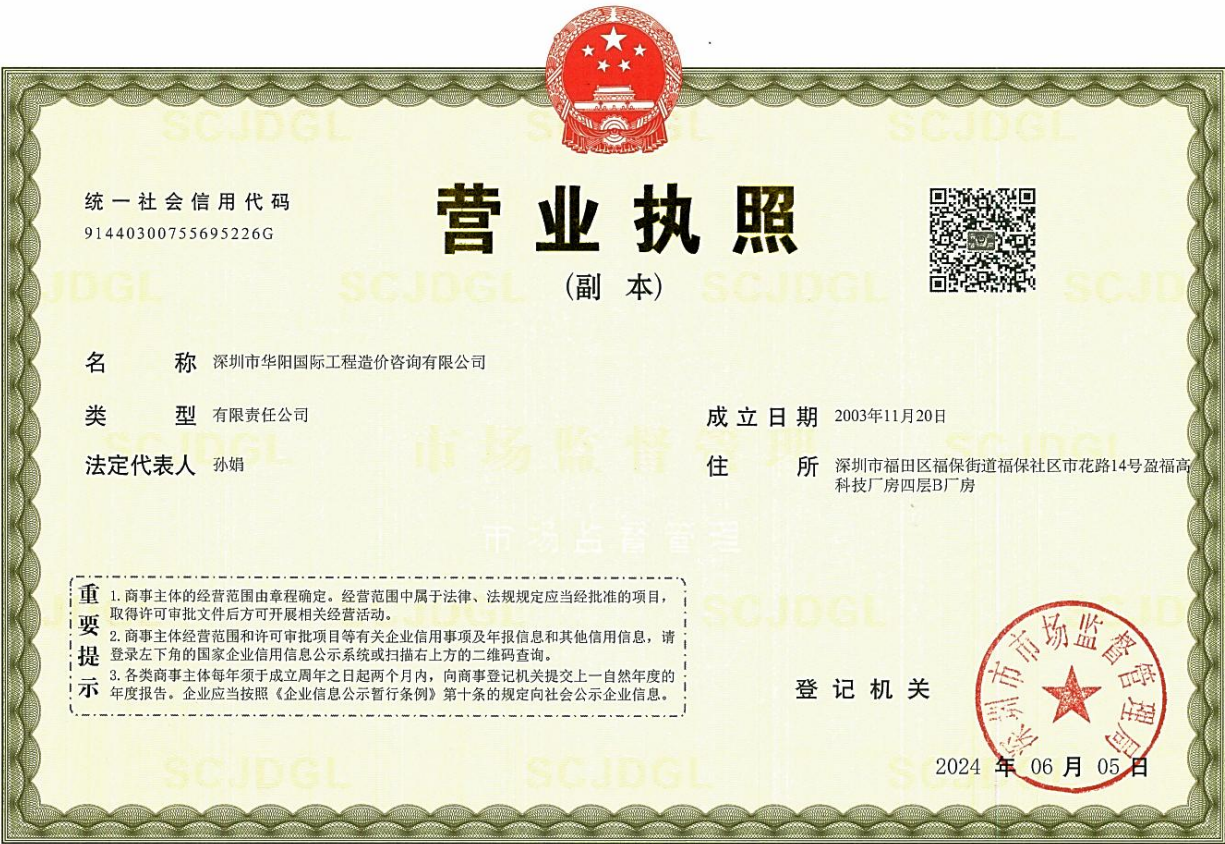 统一社会信用代码
91440300755695226G
营业执照
(副 本)
名 称 深圳市华阳国际工程造价咨询有限公司
类 型 有限责任公司
成立日期 2003年11月20日
法定代表人 孙娟
住 所 深圳市福田区福保街道福保社区市花路14号盈福高
科技厂房四层B厂房
重要提示
1. 商事主体的经营范围由章程确定。经营范围中属于法律、法规规定应当经批准的项目，
取得许可审批文件后方可开展相关经营活动。
2. 商事主体经营范围和许可审批项目等有关企业信用事项及年报信息和其他信用信息，请
登录左下角的国家企业信用信息公示系统或扫描右上方的二维码查询。
3. 各类商事主体每年须于成立周年之日起两个月内，向商事登记机关提交上一自然年度的
年度报告。企业应当按照《企业信息公示暂行条例》第十条的规定向社会公示企业信息。
登记机关
深圳市市场监督管理局
2024 年 06 月 05 日
SCJDGL
市场监督管理
市场监督管理